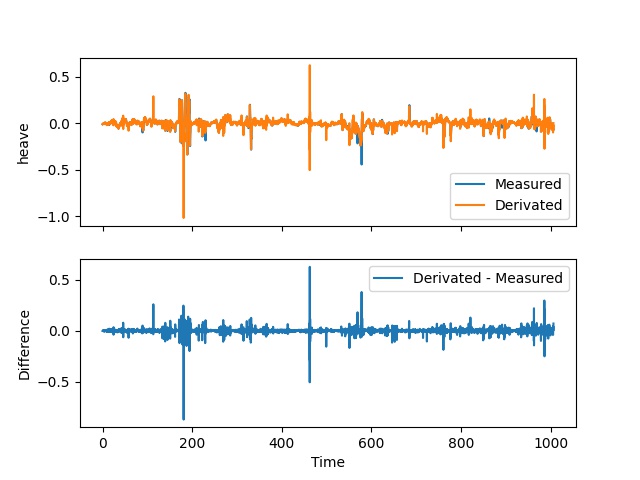 0.5
0.0
−0.5
−1.0
heave
Measured
Derivated
0.5
0.0
−0.5
Difference
Derivated - Measured
0 200 400 600 800 1000
Time